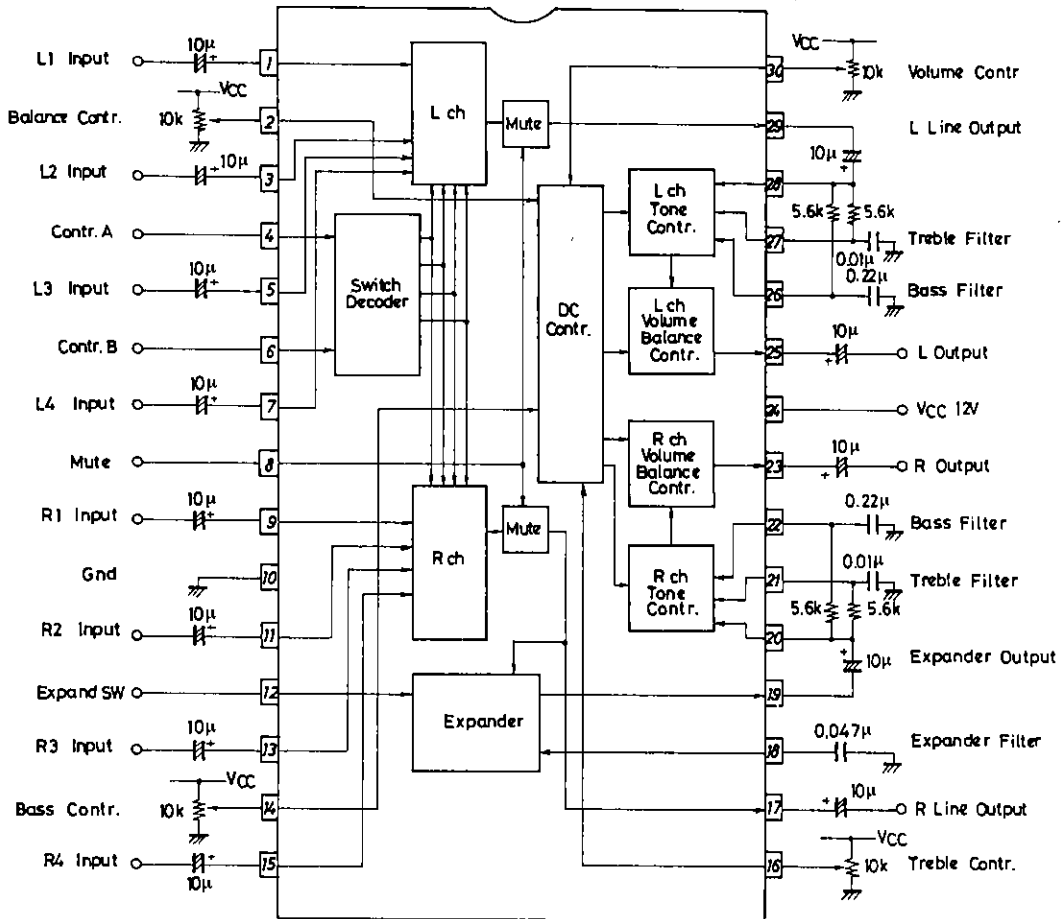 L1 Input
10μ
+
1
VCC
Balance Contr.
10k
2
L2 Input
+
10μ
3
Contr. A
4
L3 Input
10μ
+
5
Contr. B
6
L4 Input
10μ
+
7
Mute
8
R1 Input
10μ
+
9
Gnd
10
R2 Input
10μ
+
11
Expand SW
12
R3 Input
10μ
+
13
VCC
Bass Contr.
10k
14
R4 Input
+
10μ
15
L ch
Mute
Switch
Decoder
DC
Contr.
L ch
Tone
Contr.
L ch
Volume
Balance
Contr.
R ch
Volume
Balance
Contr.
R ch
Tone
Contr.
R ch
Mute
Expander
VCC
30
10k
Volume Contr
29
L Line Output
10μ
+
28
5.6k
5.6k
27
Treble Filter
0.01μ
0.22μ
26
Bass Filter
10μ
25
+
L Output
24
VCC 12V
10μ
23
+
R Output
0.22μ
22
Bass Filter
0.01μ
21
Treble Filter
5.6k
5.6k
20
+
10μ
Expander Output
19
0.047μ
18
Expander Filter
10μ
17
+
R Line Output
VCC
16
10k
Treble Contr.